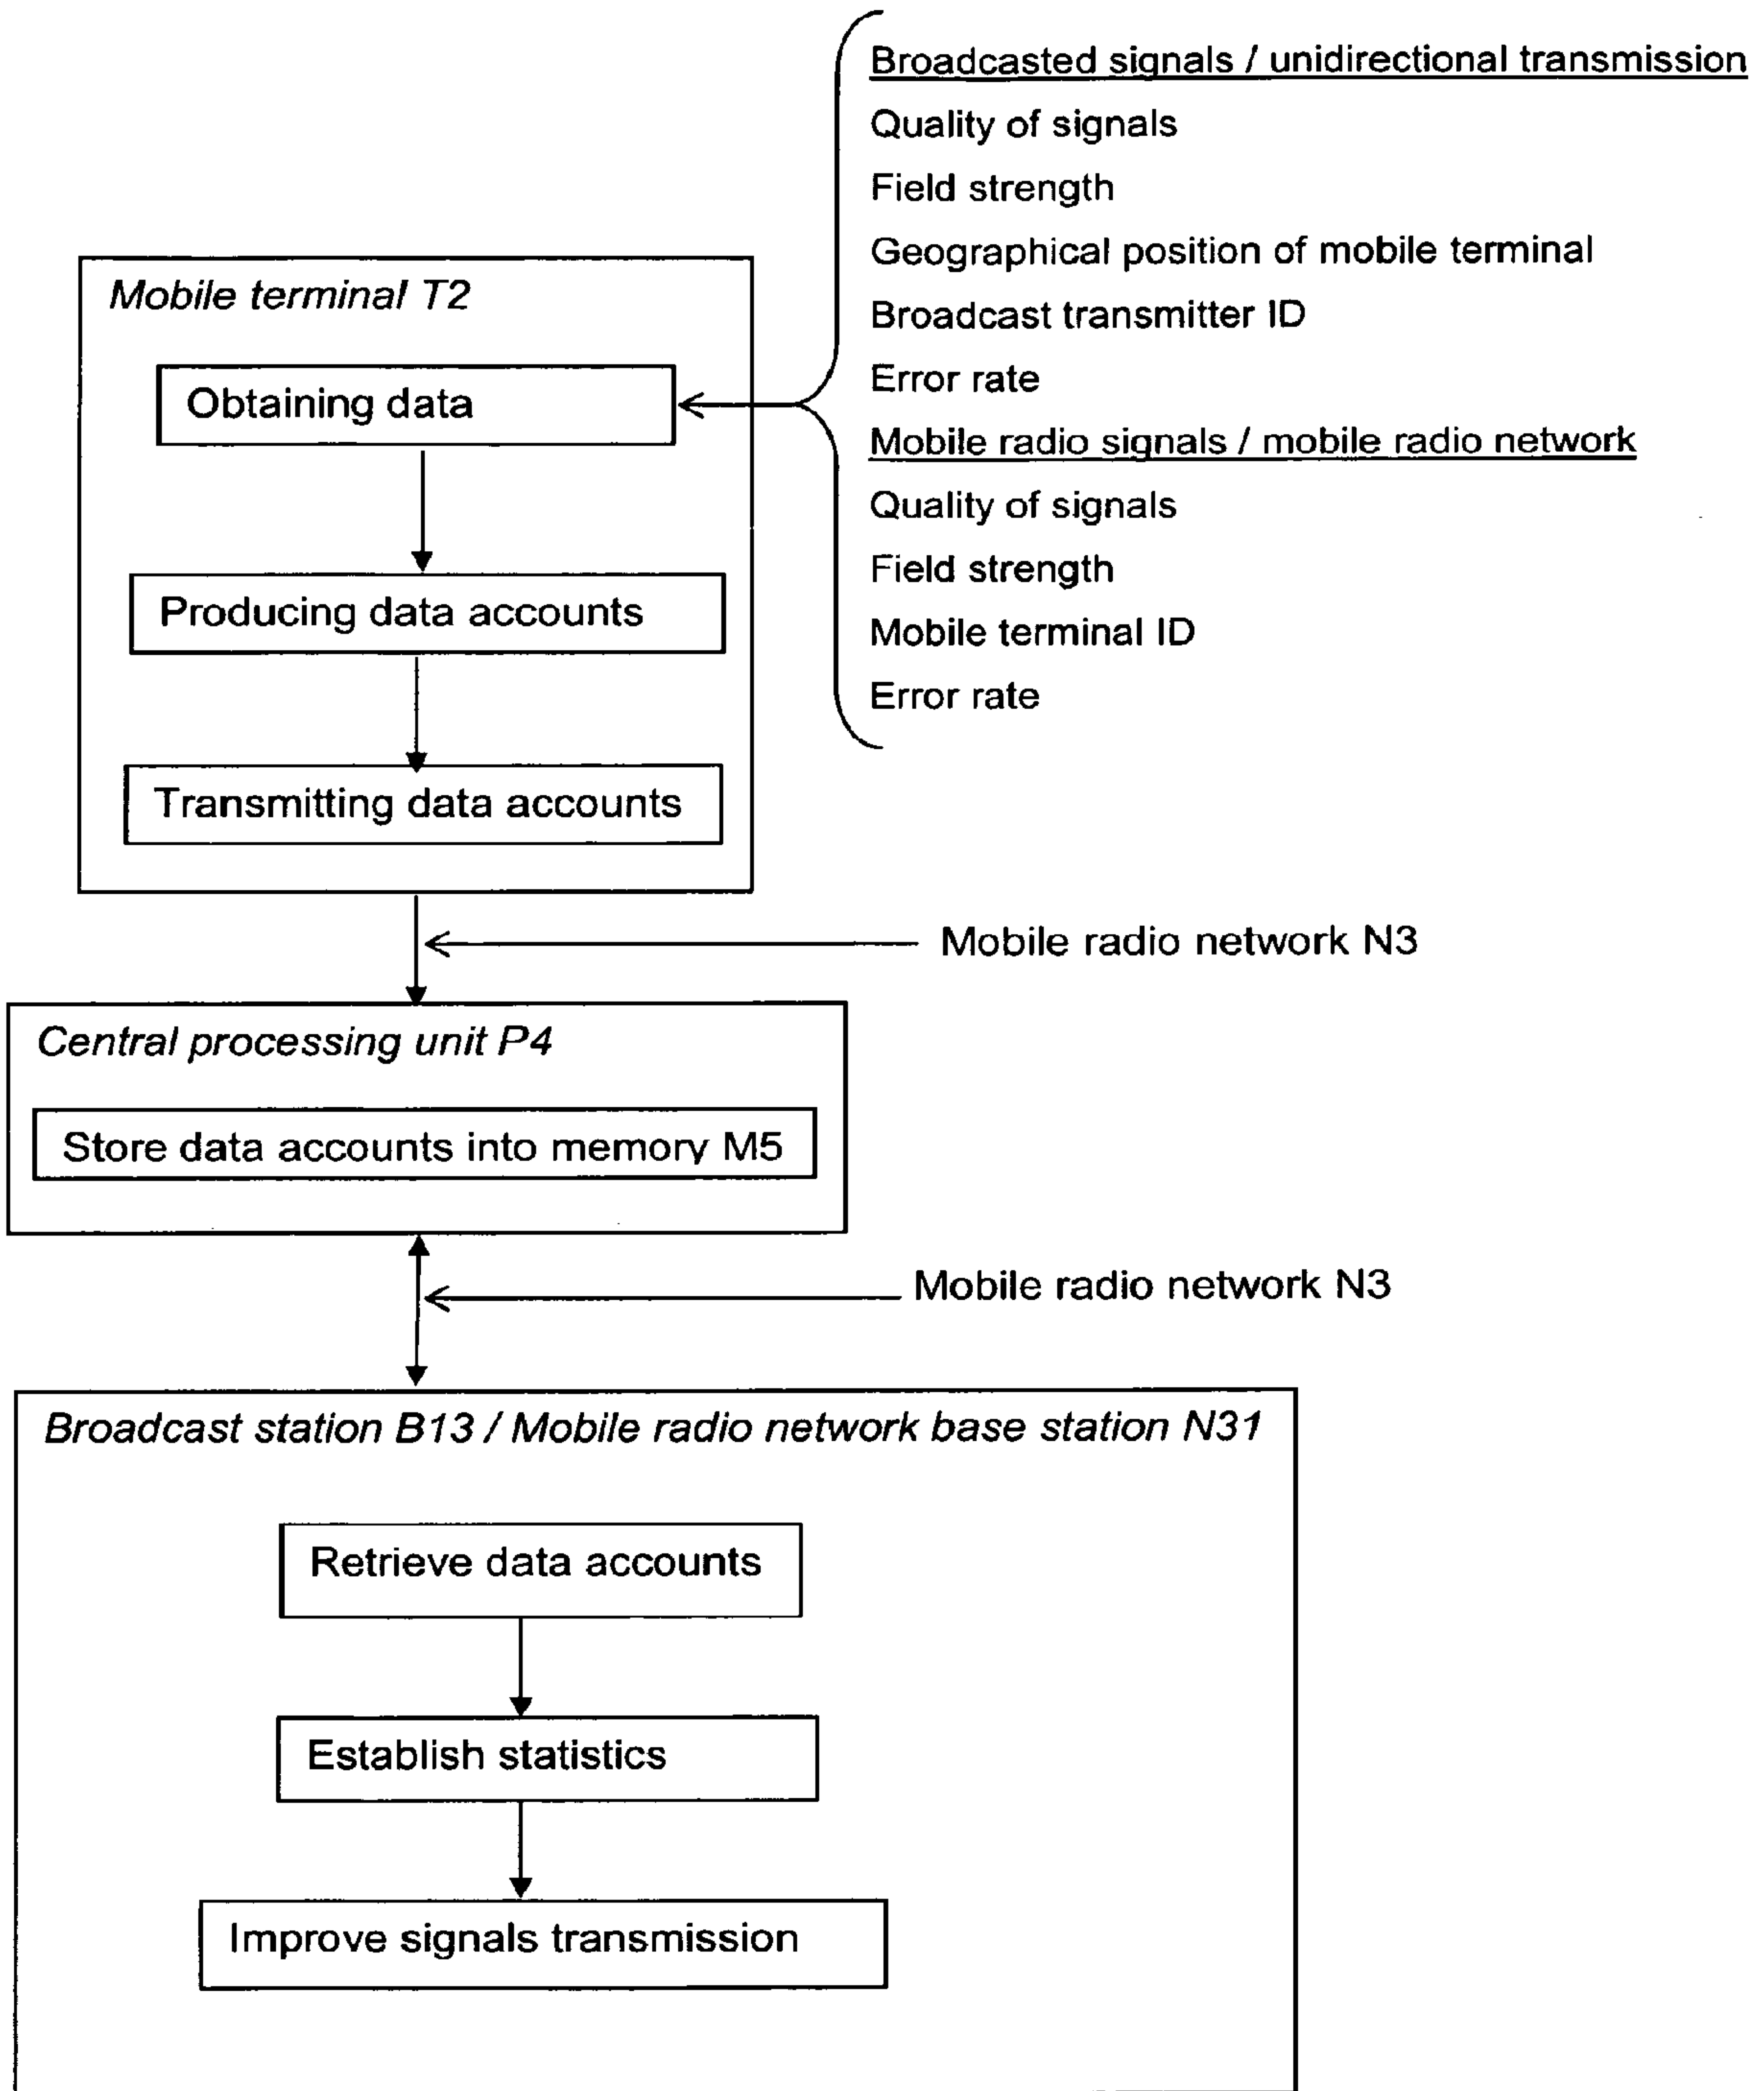 Broadcasted signals / unidirectional transmission
Quality of signals
Field strength
Geographical position of mobile terminal
Broadcast transmitter ID
Error rate
Mobile radio signals / mobile radio network
Quality of signals
Field strength
Mobile terminal ID
Error rate
Mobile terminal T2
Obtaining data
Producing data accounts
Transmitting data accounts
Mobile radio network N3
Central processing unit P4
Store data accounts into memory M5
Mobile radio network N3
Broadcast station B13 / Mobile radio network base station N31
Retrieve data accounts
Establish statistics
Improve signals transmission